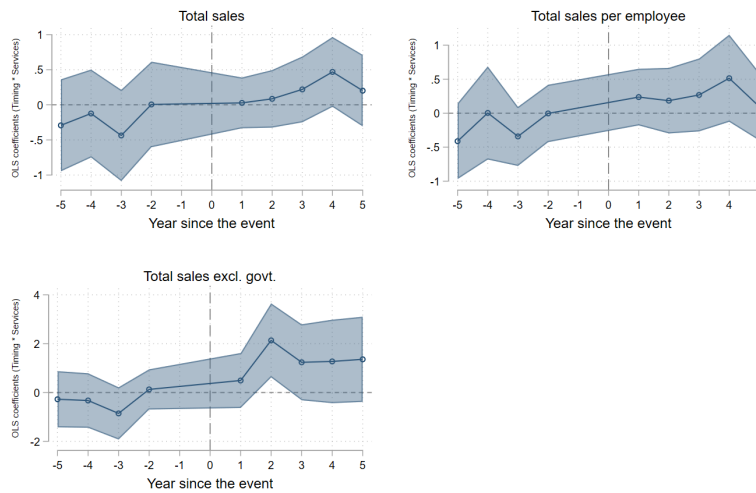 Total sales
OLS coefficients (Timing * Services)
1
.5
0
-.5
-1
-5 -4 -3 -2 -1 0 1 2 3 4 5
Year since the event
Total sales per employee
OLS coefficients (Timing * Services)
1
.5
0
-.5
-1
-5 -4 -3 -2 -1 0 1 2 3 4
Year since the event
Total sales excl. govt.
OLS coefficients (Timing * Services)
4
2
0
-2
-5 -4 -3 -2 -1 0 1 2 3 4 5
Year since the event